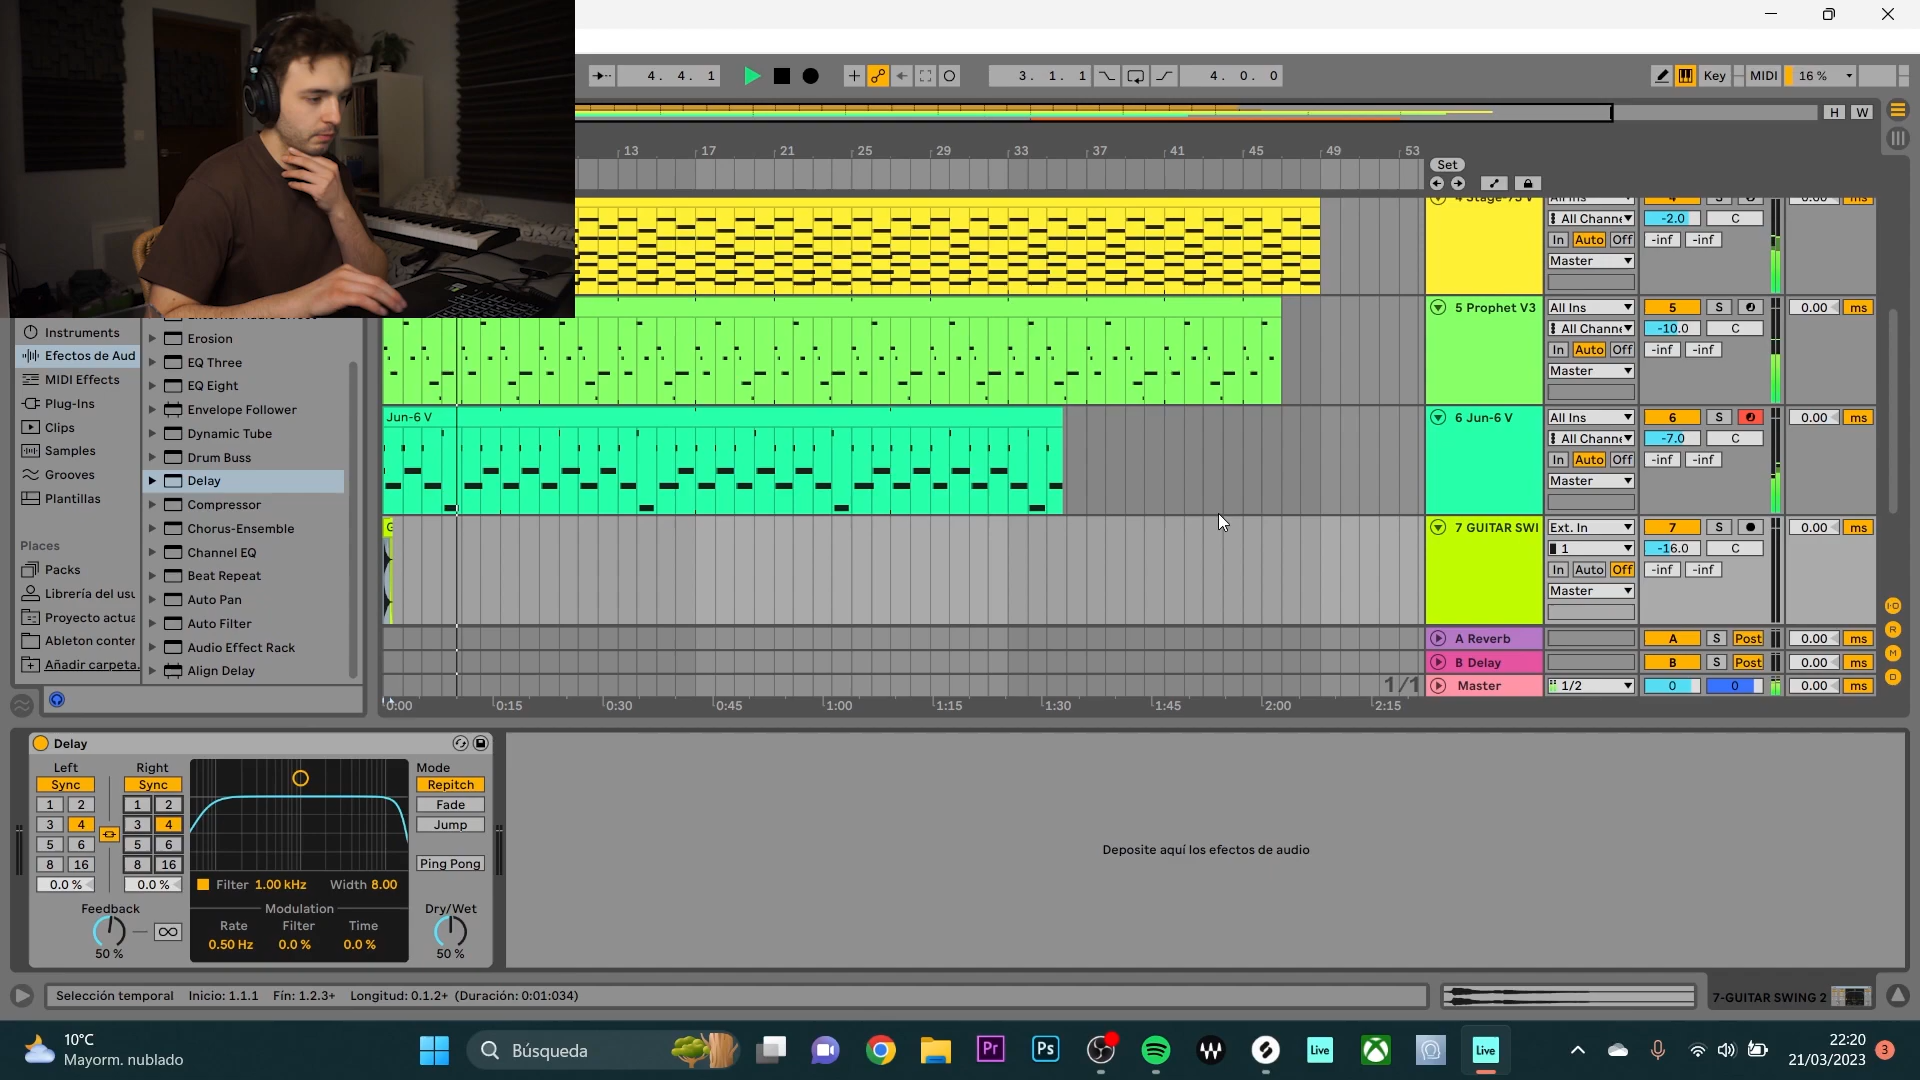 4. 4. 1
3. 1. 1
4. 0. 0
Key
MIDI
16 %
H
W
13
17
21
25
29
33
37
41
45
49
53
Set
All Channe
-2.0
C
In Auto Off
-inf
-inf
Master
5 Prophet V3
All Ins
5
S
0.00
ms
All Channe
-10.0
C
In Auto Off
-inf
-inf
Master
Jun-6 V
6 Jun-6 V
All Ins
6
S
0.00
ms
All Channe
-7.0
C
In Auto Off
-inf
-inf
Master
7 GUITAR SWI
Ext. In
7
S
0.00
ms
1
-16.0
C
In Auto Off
-inf
-inf
Master
A Reverb
A
S
Post
0.00
ms
B Delay
B
S
Post
0.00
ms
1/1
Master
1/2
0
0
0.00
ms
0:00
0:15
0:30
0:45
1:00
1:15
1:30
1:45
2:00
2:15
Instruments
Efectos de Aud
MIDI Effects
Plug-Ins
Clips
Samples
Grooves
Plantillas
Places
Packs
Librería del usu
Proyecto actua
Ableton conter
Añadir carpeta.
Erosion
EQ Three
EQ Eight
Envelope Follower
Dynamic Tube
Drum Buss
Delay
Compressor
Chorus-Ensemble
Channel EQ
Beat Repeat
Auto Pan
Auto Filter
Audio Effect Rack
Align Delay
Delay
Left
Right
Mode
Sync
Sync
Repitch
1 2
1 2
Fade
3 4
3 4
Jump
5 6
5 6
8 16
8 16
Ping Pong
0.0 %
0.0 %
Filter 1.00 kHz
Width 8.00
Feedback
Modulation
Dry/Wet
Rate
Filter
Time
0.50 Hz
0.0 %
0.0 %
50 %
50 %
Deposite aquí los efectos de audio
Selección temporal Inicio: 1.1.1 Fín: 1.2.3+ Longitud: 0.1.2+ (Duración: 0:01:034)
7-GUITAR SWING 2
10°C
Mayorm. nublado
Búsqueda
Pr
Ps
Live
Live
22:20
21/03/2023
3